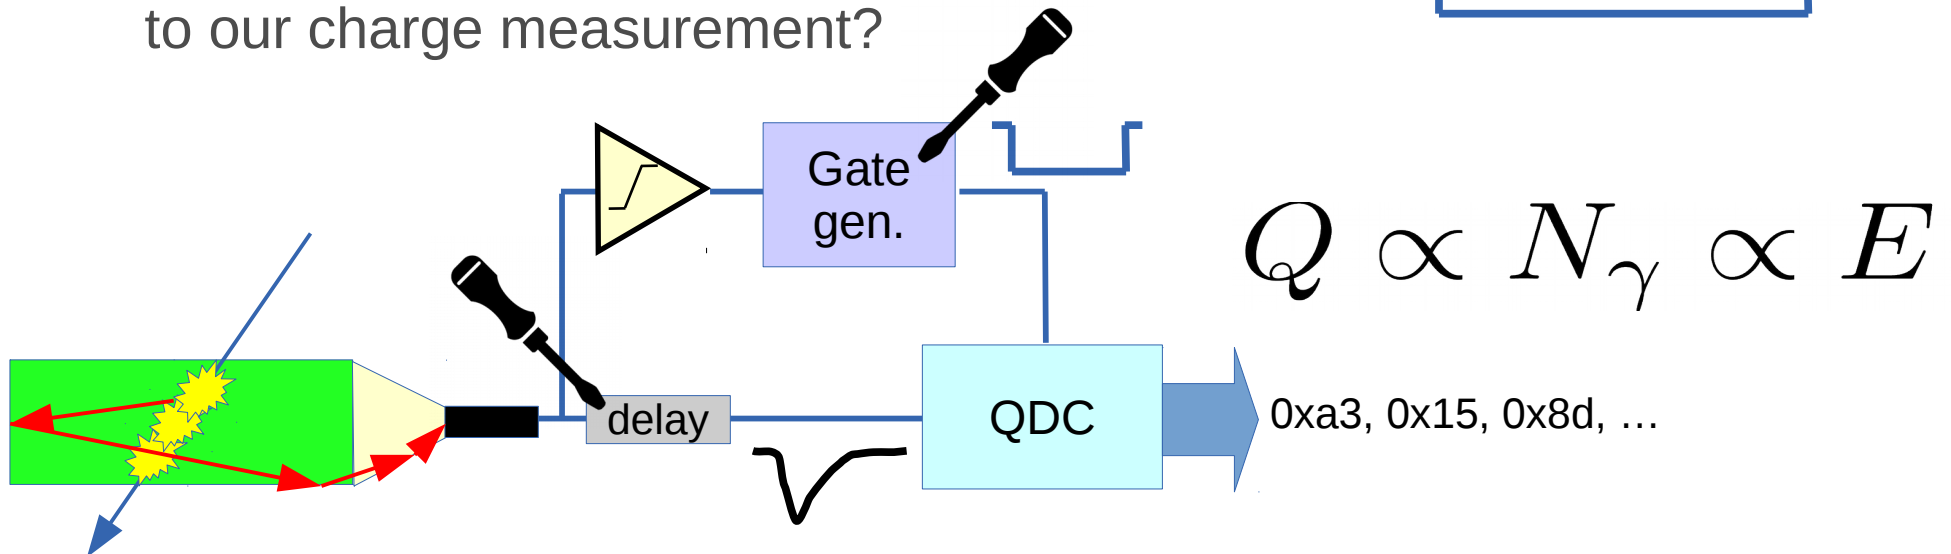 to our charge measurement?
Gate
gen.
Q ∝ N_γ ∝ E
delay
QDC
0xa3, 0x15, 0x8d, …